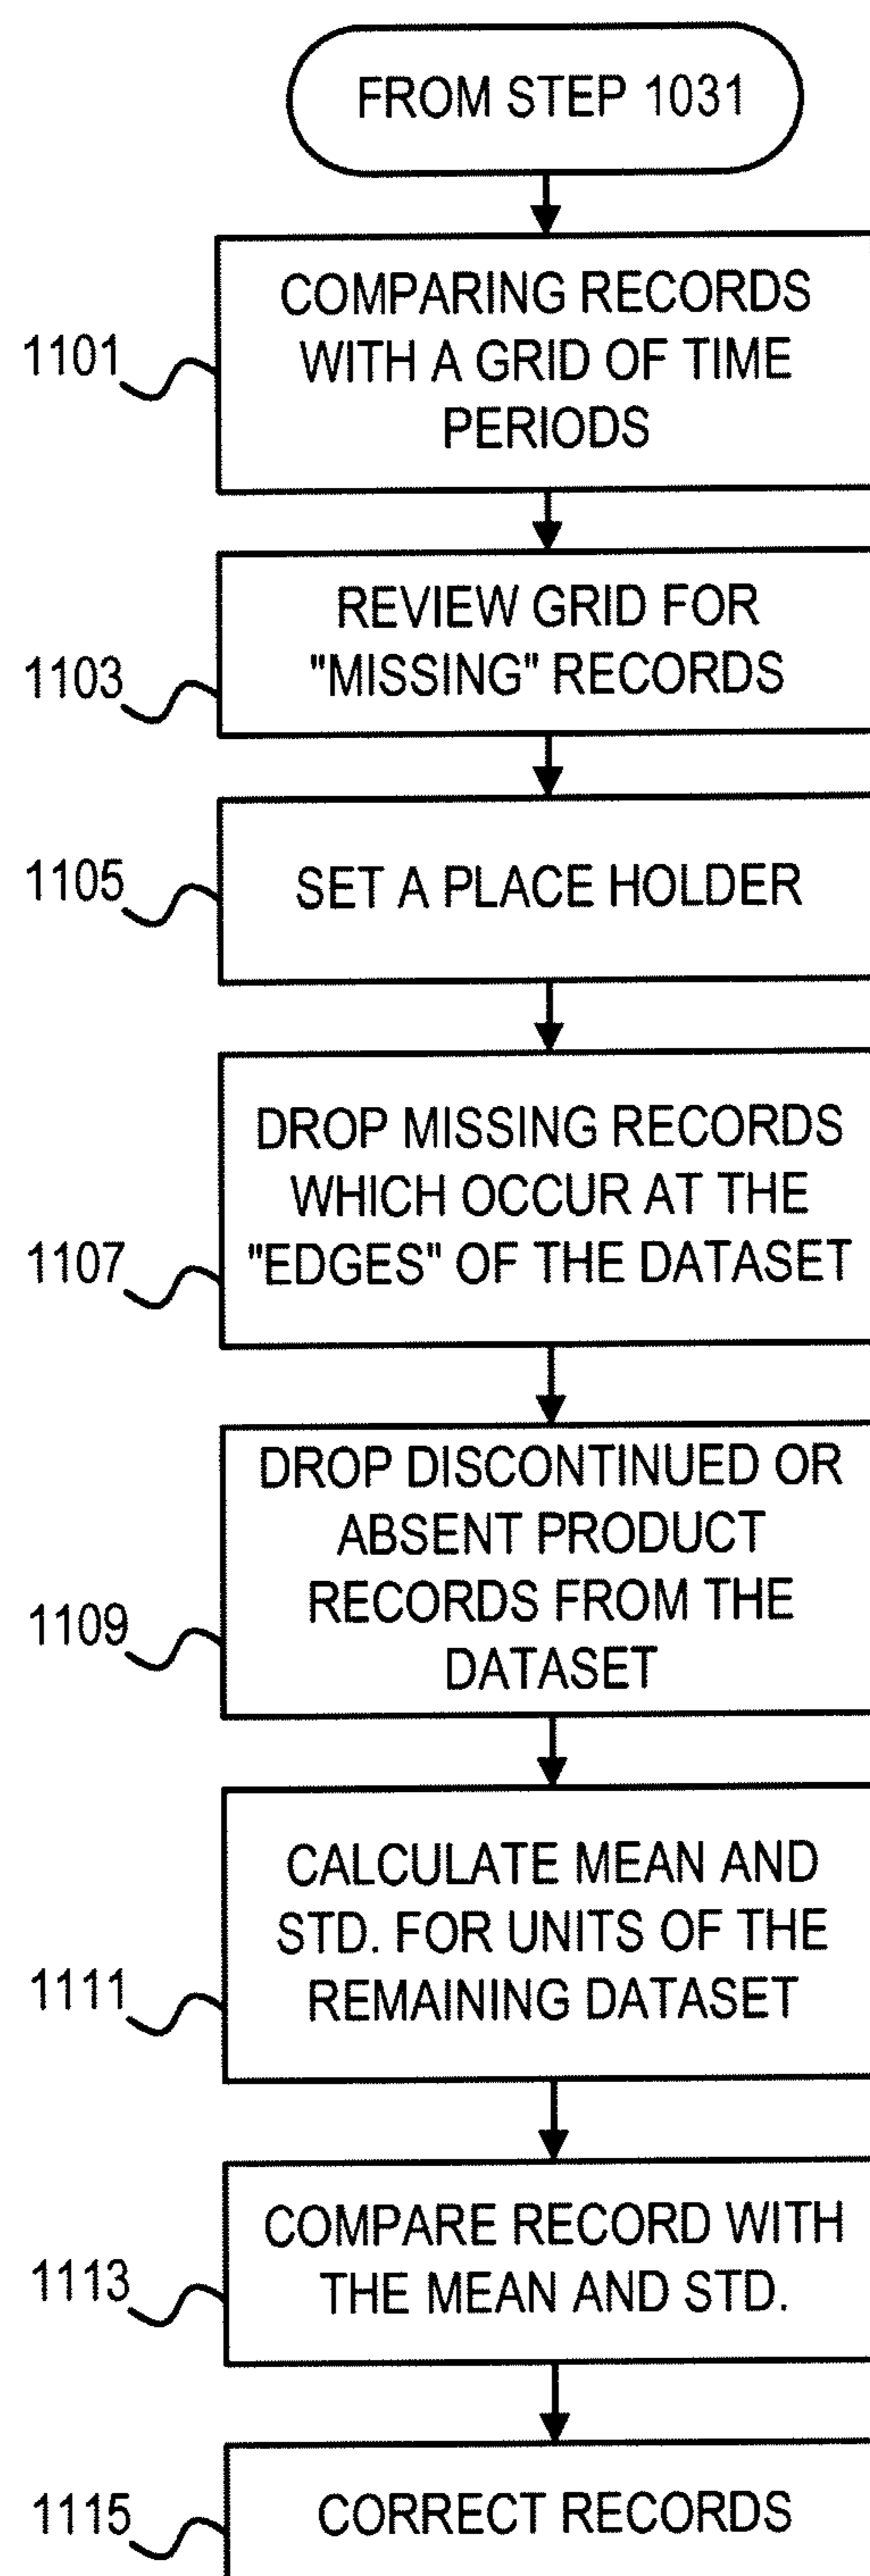 FROM STEP 1031
COMPARING RECORDS
WITH A GRID OF TIME
PERIODS
1101
REVIEW GRID FOR
"MISSING" RECORDS
1103
SET A PLACE HOLDER
1105
DROP MISSING RECORDS
WHICH OCCUR AT THE
"EDGES" OF THE DATASET
1107
DROP DISCONTINUED OR
ABSENT PRODUCT
RECORDS FROM THE
DATASET
1109
CALCULATE MEAN AND
STD. FOR UNITS OF THE
REMAINING DATASET
1111
COMPARE RECORD WITH
THE MEAN AND STD.
1113
CORRECT RECORDS
1115